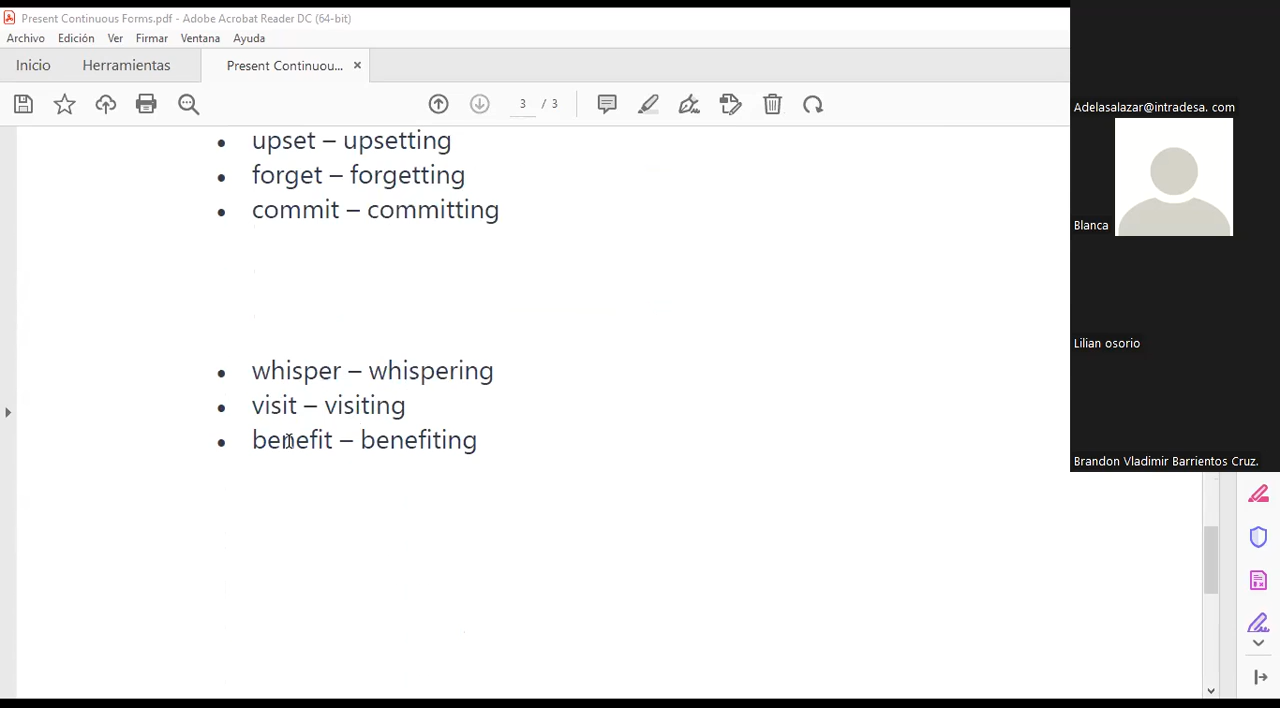 Present Continuous Forms.pdf - Adobe Acrobat Reader DC (64-bit)
Archivo Edición Ver Firmar Ventana Ayuda
Inicio Herramientas Present Continuou... ×
3 / 3
Adelasalazar@intradesa. com
• upset – upsetting
• forget – forgetting
• commit – committing
Blanca
Lilian osorio
• whisper – whispering
• visit – visiting
• benefit – benefiting
Brandon Vladimir Barrientos Cruz.